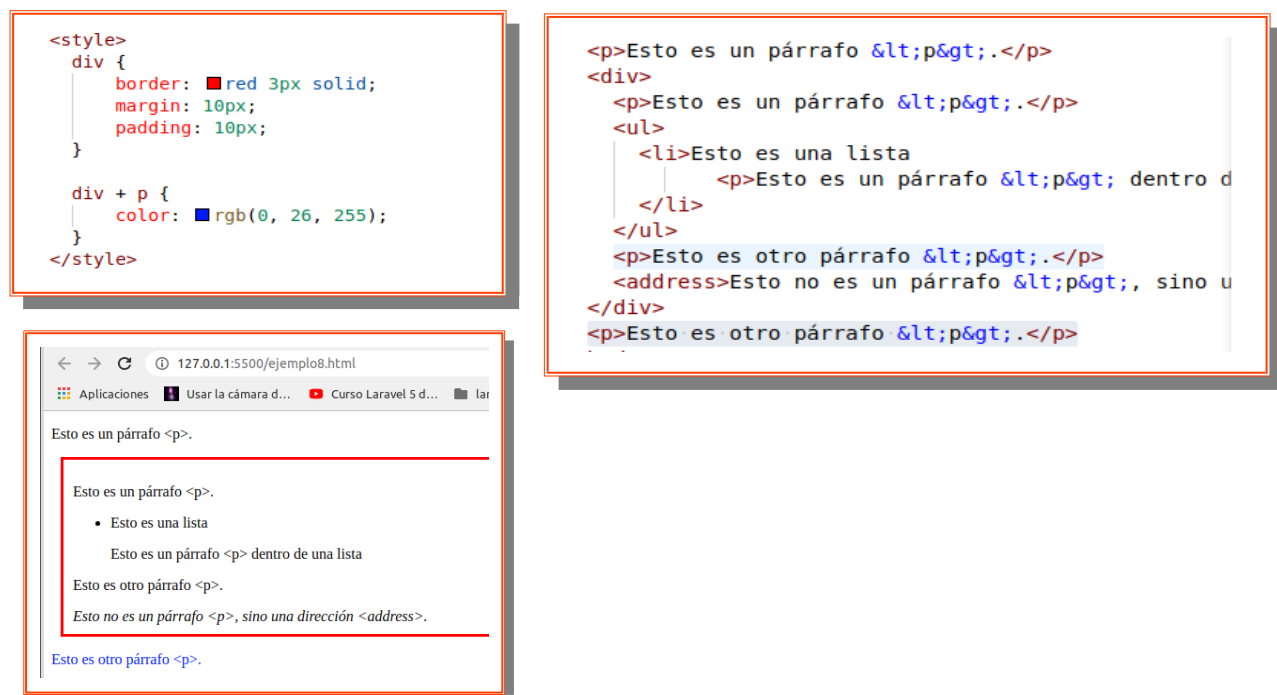 <style>
div {
border: red 3px solid;
margin: 10px;
padding: 10px;
}
div + p {
color: rgb(0, 26, 255);
}
</style>
<p>Esto es un párrafo &lt;p&gt;.</p>
<div>
<p>Esto es un párrafo &lt;p&gt;.</p>
<ul>
<li>Esto es una lista
<p>Esto es un párrafo &lt;p&gt; dentro d
</li>
</ul>
<p>Esto es otro párrafo &lt;p&gt;.</p>
<address>Esto no es un párrafo &lt;p&gt;, sino u
</div>
<p>Esto es otro párrafo &lt;p&gt;.</p>
127.0.0.1:5500/ejemplo8.html
Aplicaciones Usar la cámara d... Curso Laravel 5 d... lar
Esto es un párrafo <p>.
Esto es un párrafo <p>.
• Esto es una lista
Esto es un párrafo <p> dentro de una lista
Esto es otro párrafo <p>.
Esto no es un párrafo <p>, sino una dirección <address>.
Esto es otro párrafo <p>.